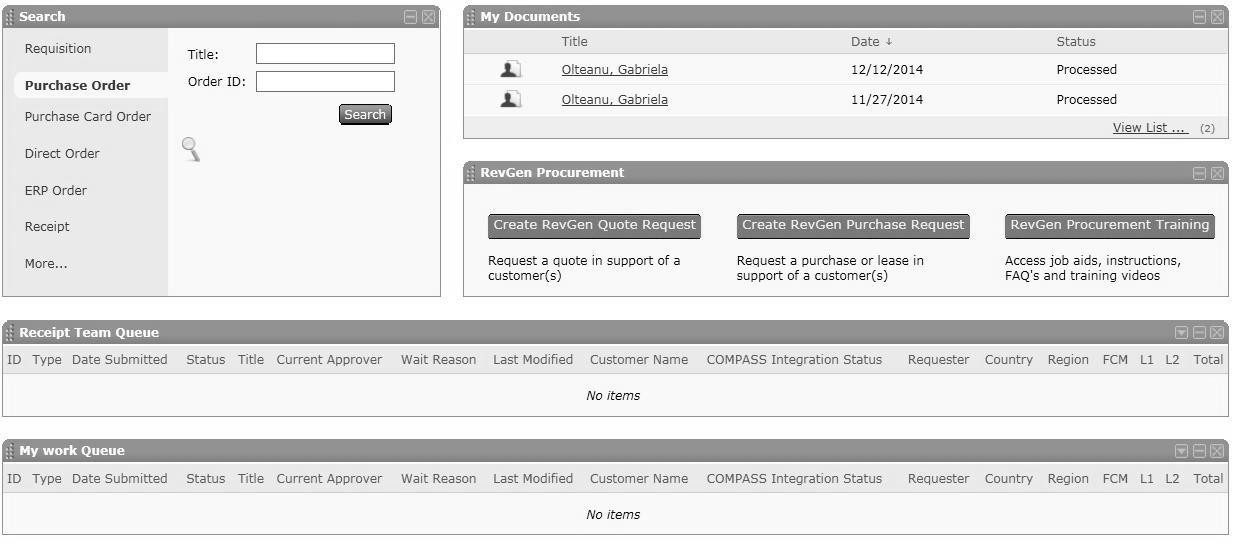 Search
Requisition
Purchase Order
Purchase Card Order
Direct Order
ERP Order
Receipt
More...
Title:
Order ID:
Search
My Documents
Title Date ↓ Status
Olteanu, Gabriela 12/12/2014 Processed
Olteanu, Gabriela 11/27/2014 Processed
View List ... (2)
RevGen Procurement
Create RevGen Quote Request
Request a quote in support of a
customer(s)
Create RevGen Purchase Request
Request a purchase or lease in
support of a customer(s)
RevGen Procurement Training
Access job aids, instructions,
FAQ's and training videos
Receipt Team Queue
ID Type Date Submitted Status Title Current Approver Wait Reason Last Modified Customer Name COMPASS Integration Status Requester Country Region FCM L1 L2 Total
No items
My work Queue
ID Type Date Submitted Status Title Current Approver Wait Reason Last Modified Customer Name COMPASS Integration Status Requester Country Region FCM L1 L2 Total
No items